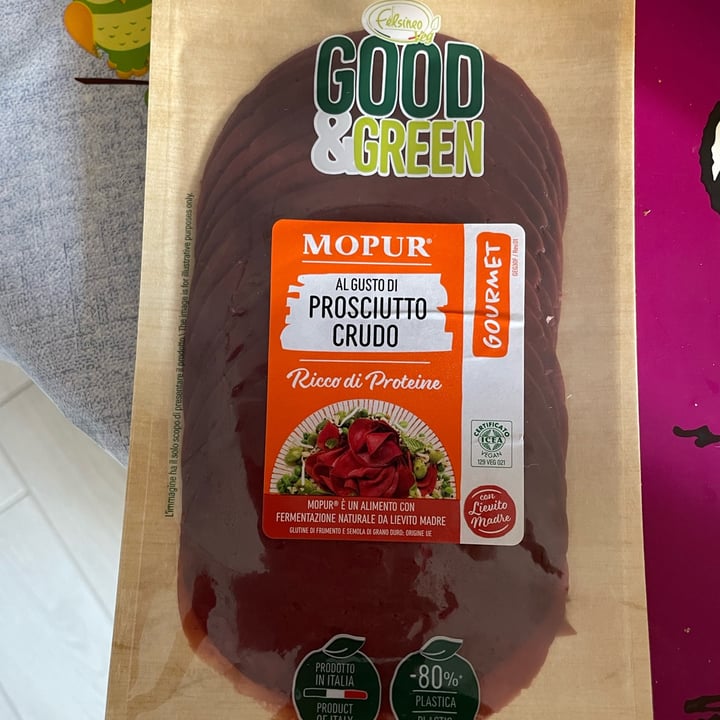 Felsineo
Veg
GOOD
&GREEN
MOPUR®
AL GUSTO DI
PROSCIUTTO
CRUDO
Ricco di Proteine
GOURMET
CERTIFICATO
ICEA
VEGAN
129 VEG 021
con
Lievito
Madre
MOPUR® È UN ALIMENTO CON
FERMENTAZIONE NATURALE DA LIEVITO MADRE
GLUTINE DI FRUMENTO E SEMOLA DI GRANO DURO: ORIGINE UE
L'immagine ha il solo scopo di presentare il prodotto \ The image is for illustrative purposes only.
PRODOTTO
IN ITALIA
PRODUCT
OF ITALY
-80%*
PLASTICA
PLASTIC